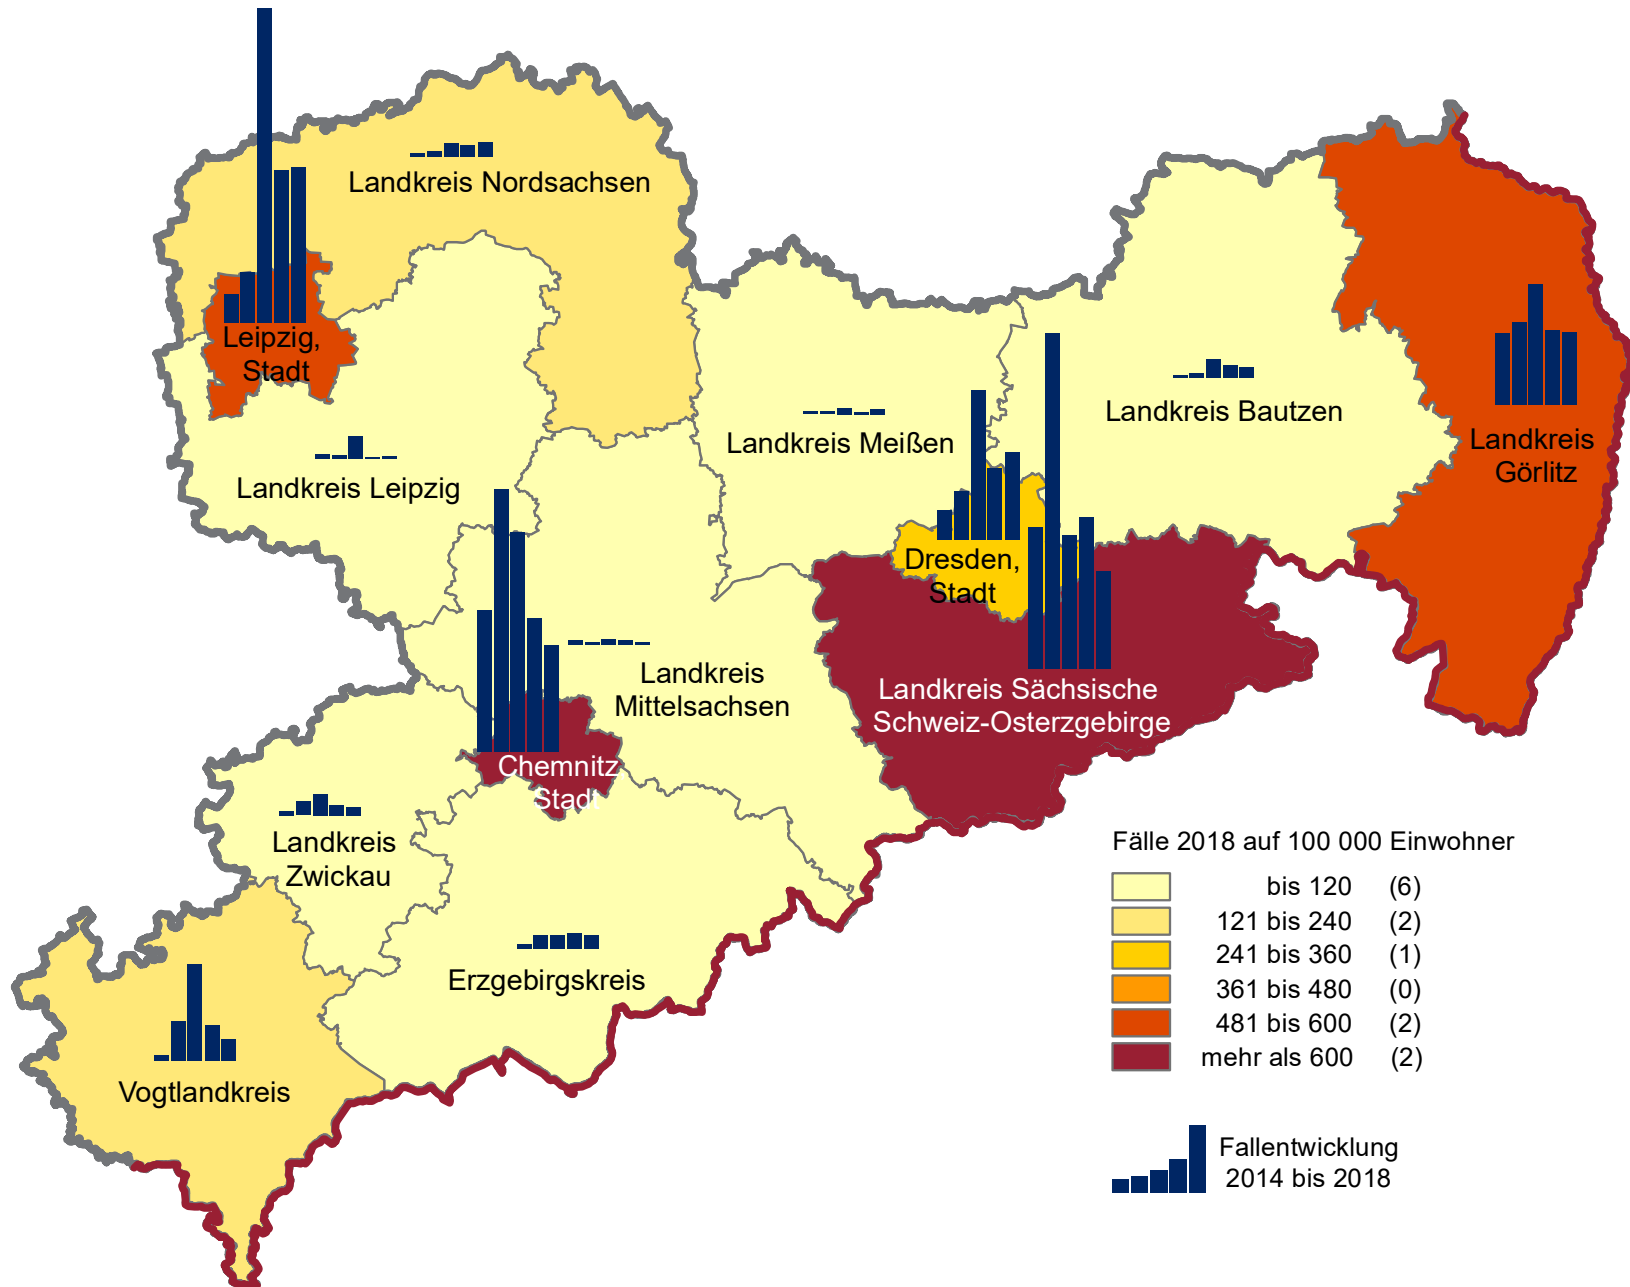 Landkreis Nordsachsen
Leipzig,
Stadt
Landkreis Leipzig
Landkreis Meißen
Landkreis Bautzen
Landkreis
Görlitz
Dresden,
Stadt
Landkreis
Mittelsachsen
Landkreis Sächsische
Schweiz-Osterzgebirge
Chemnitz,
Stadt
Landkreis
Zwickau
Erzgebirgskreis
Vogtlandkreis
Fälle 2018 auf 100 000 Einwohner
bis 120 (6)
121 bis 240 (2)
241 bis 360 (1)
361 bis 480 (0)
481 bis 600 (2)
mehr als 600 (2)
Fallentwicklung
2014 bis 2018